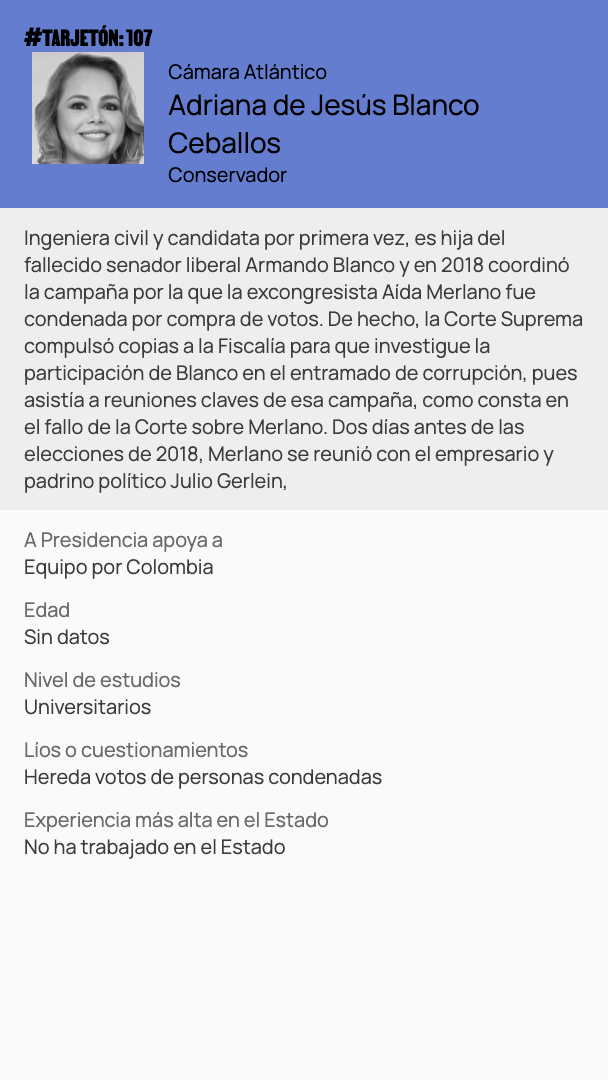 #TARJETÓN: 107
Cámara Atlántico
Adriana de Jesús Blanco
Ceballos
Conservador
Ingeniera civil y candidata por primera vez, es hija del
fallecido senador liberal Armando Blanco y en 2018 coordinó
la campaña por la que la excongresista Aída Merlano fue
condenada por compra de votos. De hecho, la Corte Suprema
compulsó copias a la Fiscalía para que investigue la
participación de Blanco en el entramado de corrupción, pues
asistía a reuniones claves de esa campaña, como consta en
el fallo de la Corte sobre Merlano. Dos días antes de las
elecciones de 2018, Merlano se reunió con el empresario y
padrino político Julio Gerlein,
A Presidencia apoya a
Equipo por Colombia
Edad
Sin datos
Nivel de estudios
Universitarios
Líos o cuestionamientos
Hereda votos de personas condenadas
Experiencia más alta en el Estado
No ha trabajado en el Estado